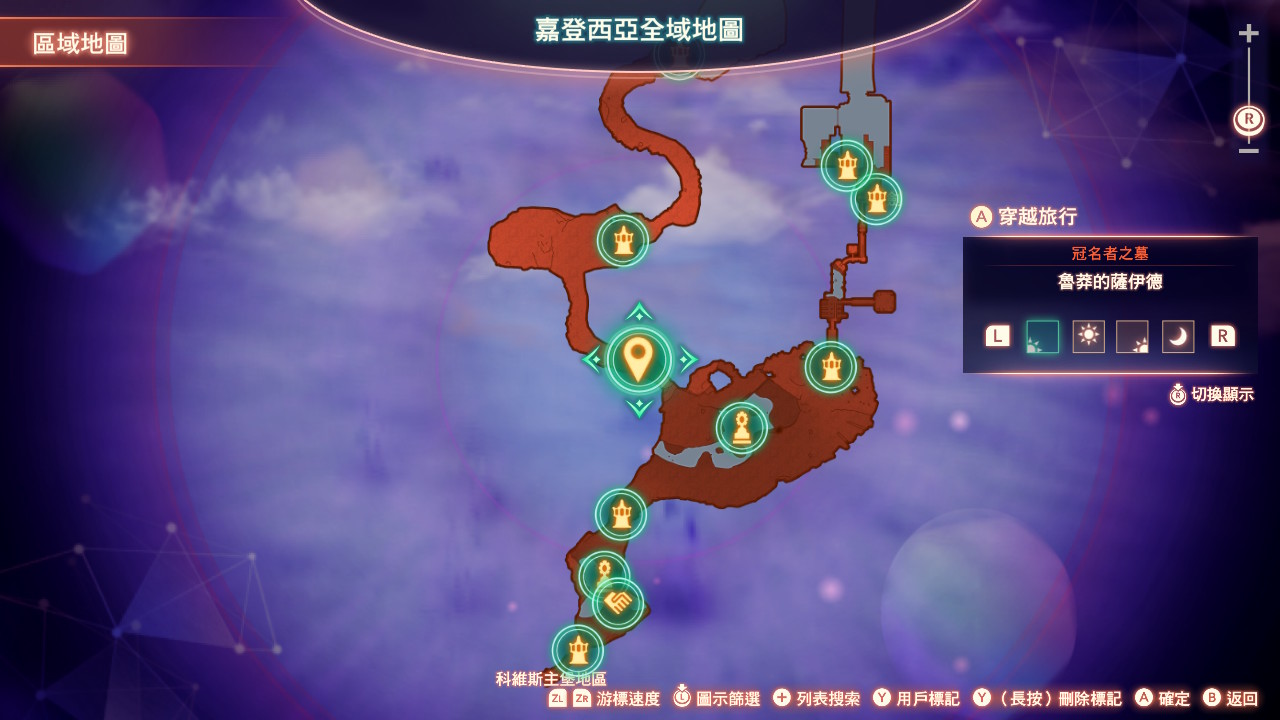 嘉登西亞全域地圖
區域地圖
R
A 穿越旅行
冠名者之墓
魯莽的薩伊德
L R
R 切換顯示
科維斯主堡地區
ZL ZR 游標速度 L 圖示篩選 + 列表搜索 Y 用戶標記 Y （長按）刪除標記 A 確定 B 返回